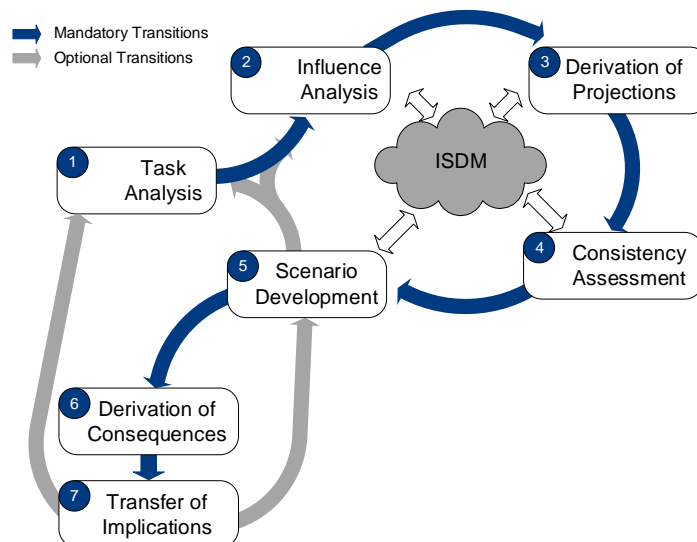 Mandatory Transitions
Optional Transitions
1
Task
Analysis
2
Influence
Analysis
3
Derivation of
Projections
ISDM
4
Consistency
Assessment
5
Scenario
Development
6
Derivation of
Consequences
7
Transfer of
Implications